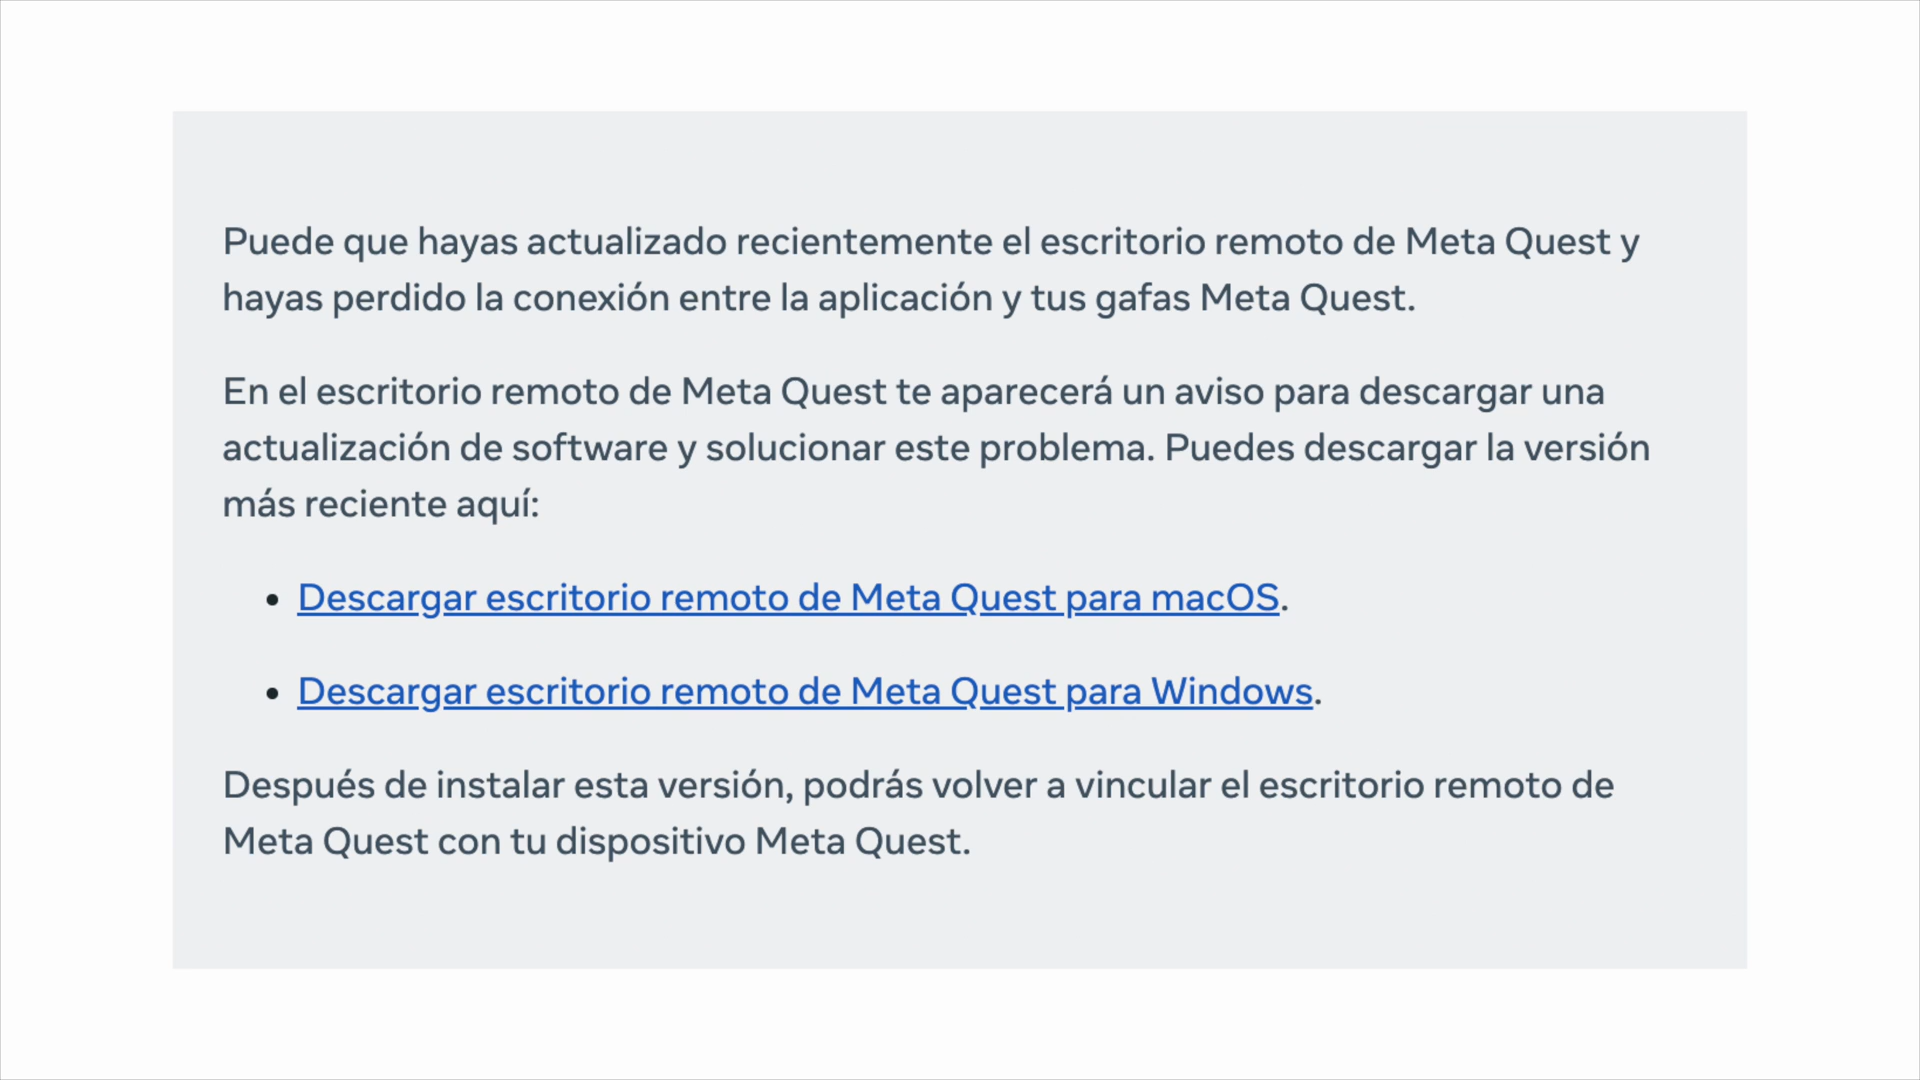 Puede que hayas actualizado recientemente el escritorio remoto de Meta Quest y
hayas perdido la conexión entre la aplicación y tus gafas Meta Quest.
En el escritorio remoto de Meta Quest te aparecerá un aviso para descargar una
actualización de software y solucionar este problema. Puedes descargar la versión
más reciente aquí:
• Descargar escritorio remoto de Meta Quest para macOS.
• Descargar escritorio remoto de Meta Quest para Windows.
Después de instalar esta versión, podrás volver a vincular el escritorio remoto de
Meta Quest con tu dispositivo Meta Quest.